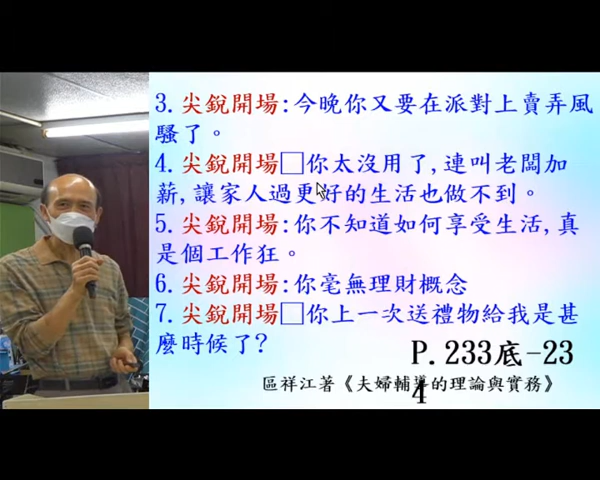 3.尖銳開場:今晚你又要在派對上賣弄風
騷了。
4.尖銳開場□你太沒用了,連叫老闆加
薪,讓家人過更好的生活也做不到。
5.尖銳開場:你不知道如何享受生活,真
是個工作狂。
6.尖銳開場:你毫無理財概念
7.尖銳開場□你上一次送禮物給我是甚
麼時候了?
P.233底-23
4
區祥江著《夫婦輔導的理論與實務》